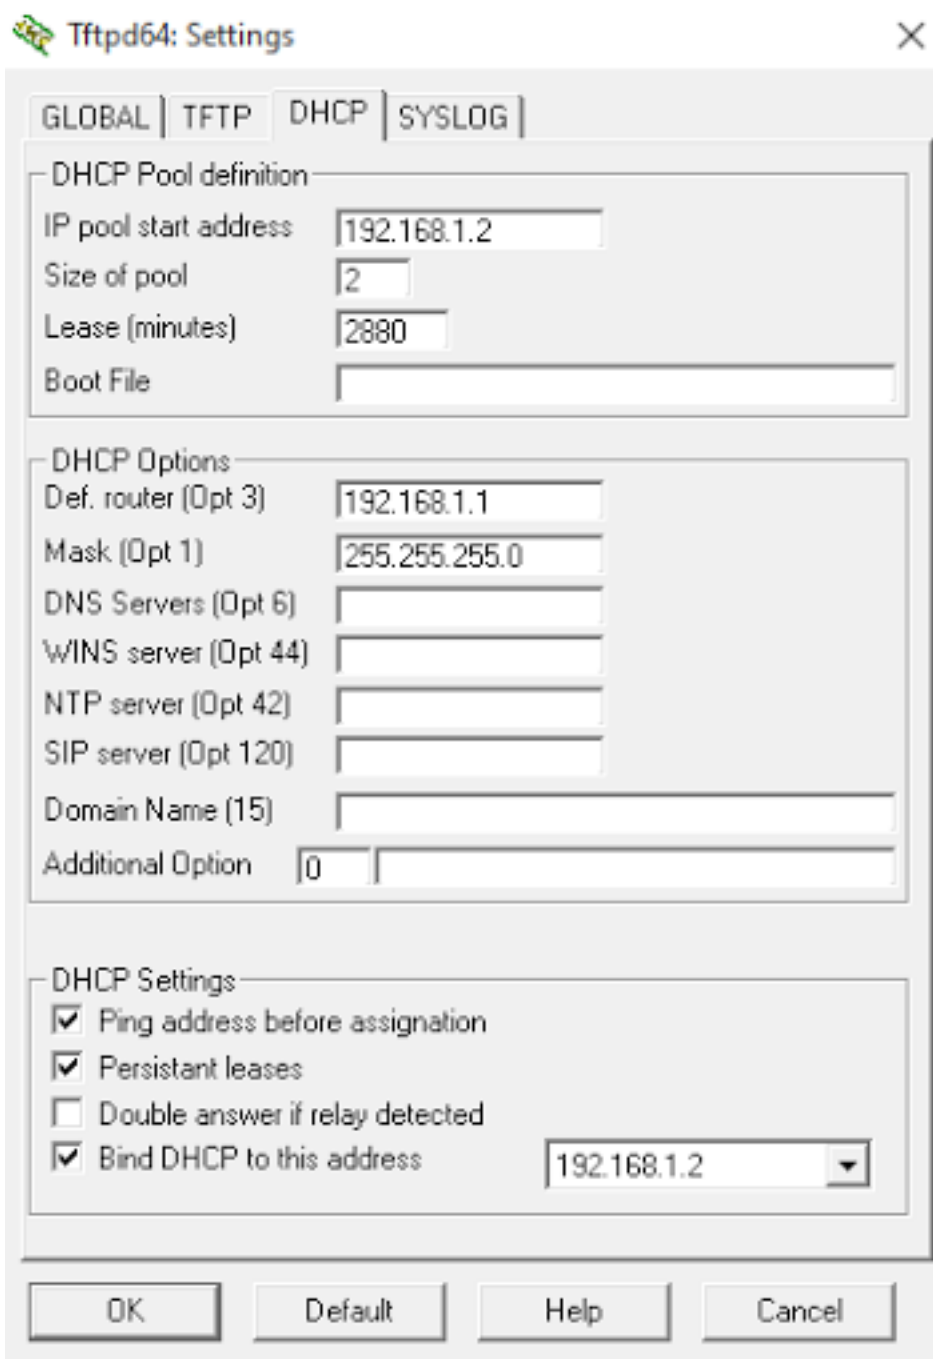 Tftpd64: Settings
GLOBAL TFTP DHCP SYSLOG
DHCP Pool definition
IP pool start address 192.168.1.2
Size of pool 2
Lease (minutes) 2880
Boot File
DHCP Options
Def. router (Opt 3) 192.168.1.1
Mask (Opt 1) 255.255.255.0
DNS Servers (Opt 6)
WINS server (Opt 44)
NTP server (Opt 42)
SIP server (Opt 120)
Domain Name (15)
Additional Option 0
DHCP Settings
Ping address before assignation
Persistant leases
Double answer if relay detected
Bind DHCP to this address 192.168.1.2
OK Default Help Cancel